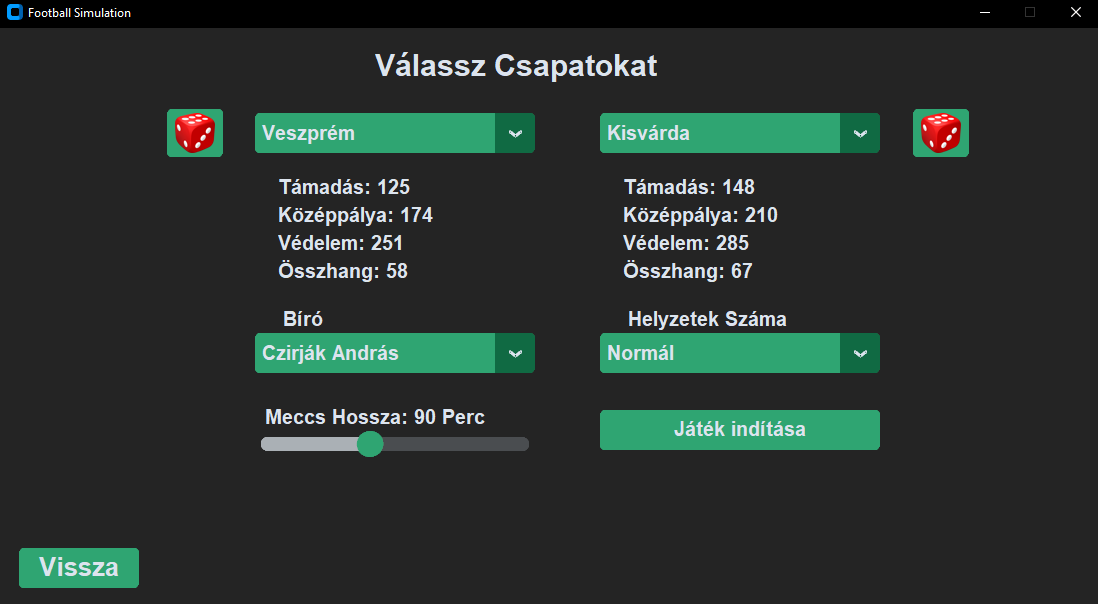 Football Simulation
Válassz Csapatokat
Veszprém
Kisvárda
Támadás: 125
Középpálya: 174
Védelem: 251
Összhang: 58
Támadás: 148
Középpálya: 210
Védelem: 285
Összhang: 67
Bíró
Czirják András
Helyzetek Száma
Normál
Meccs Hossza: 90 Perc
Játék indítása
Vissza